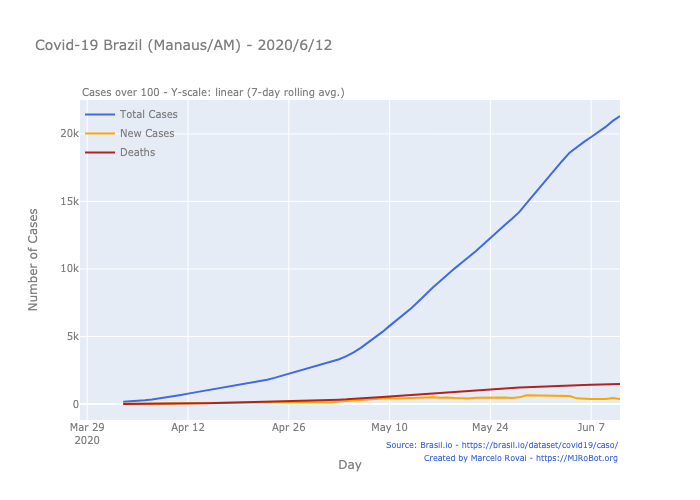 Covid-19 Brazil (Manaus/AM) - 2020/6/12
Cases over 100 - Y-scale: linear (7-day rolling avg.)
Total Cases
New Cases
Deaths
20k
15k
10k
5k
0
Number of Cases
Mar 29
2020
Apr 12
Apr 26
May 10
May 24
Jun 7
Day
Source: Brasil.io - https://brasil.io/dataset/covid19/caso/
Created by Marcelo Rovai - https://MJRoBot.org